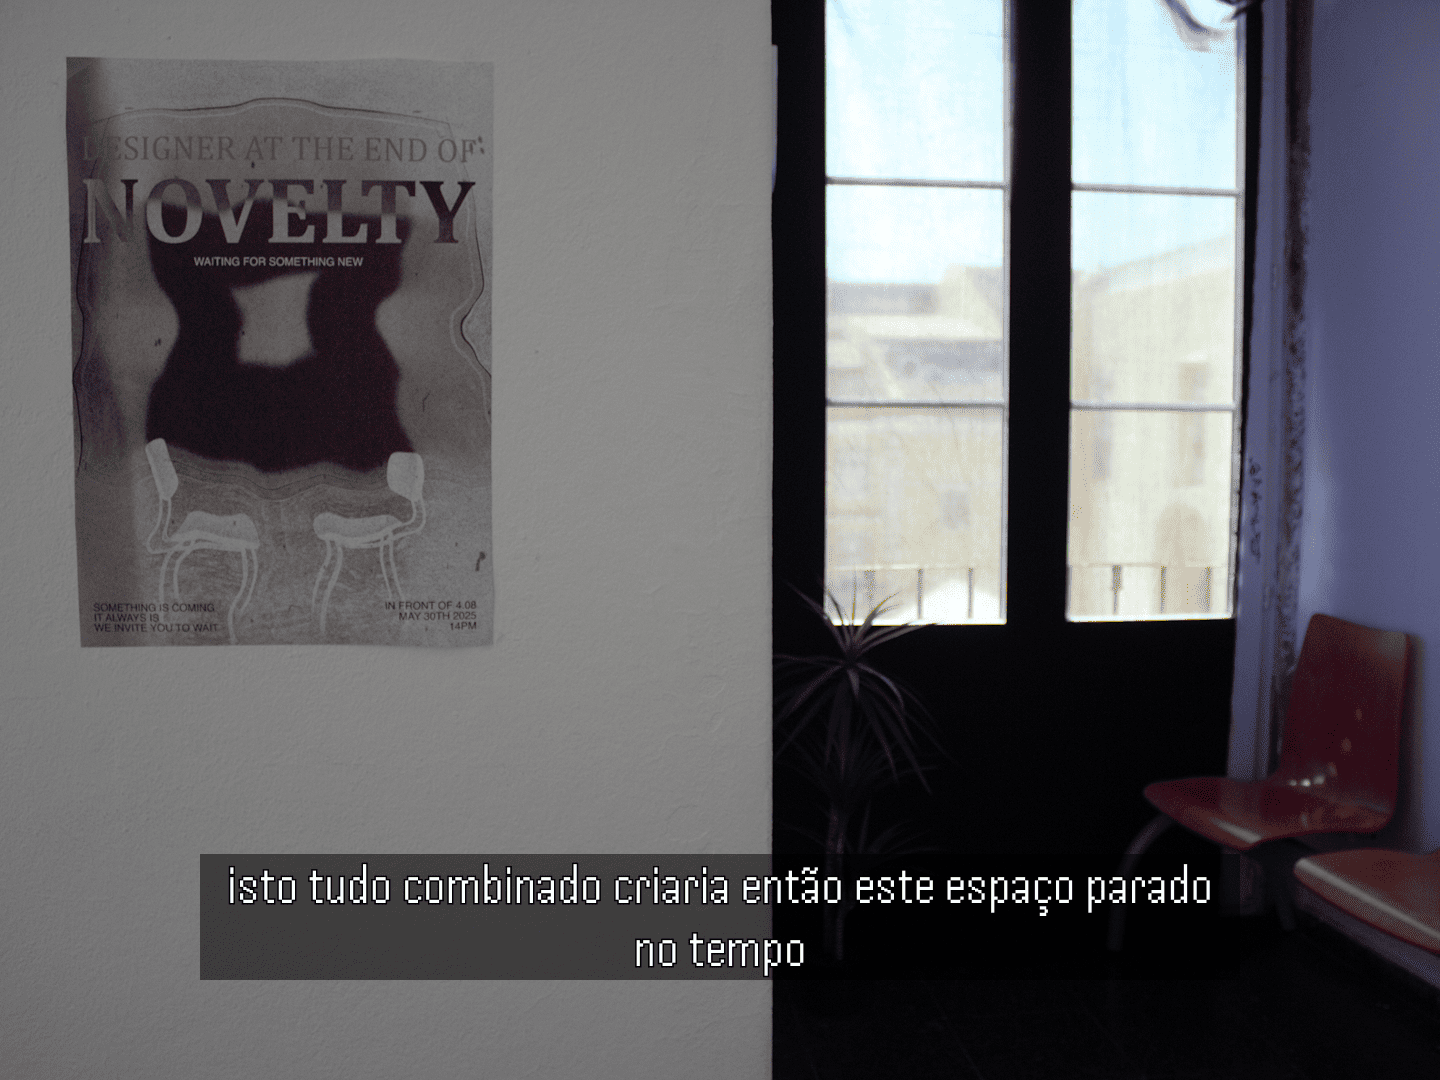 DESIGNER AT THE END OF
NOVELTY
WAITING FOR SOMETHING NEW
SOMETHING IS COMING
IT ALWAYS IS
WE INVITE YOU TO WAIT
IN FRONT OF 4.08
MAY 30TH 2025
14PM
isto tudo combinado criaria então este espaço parado
no tempo